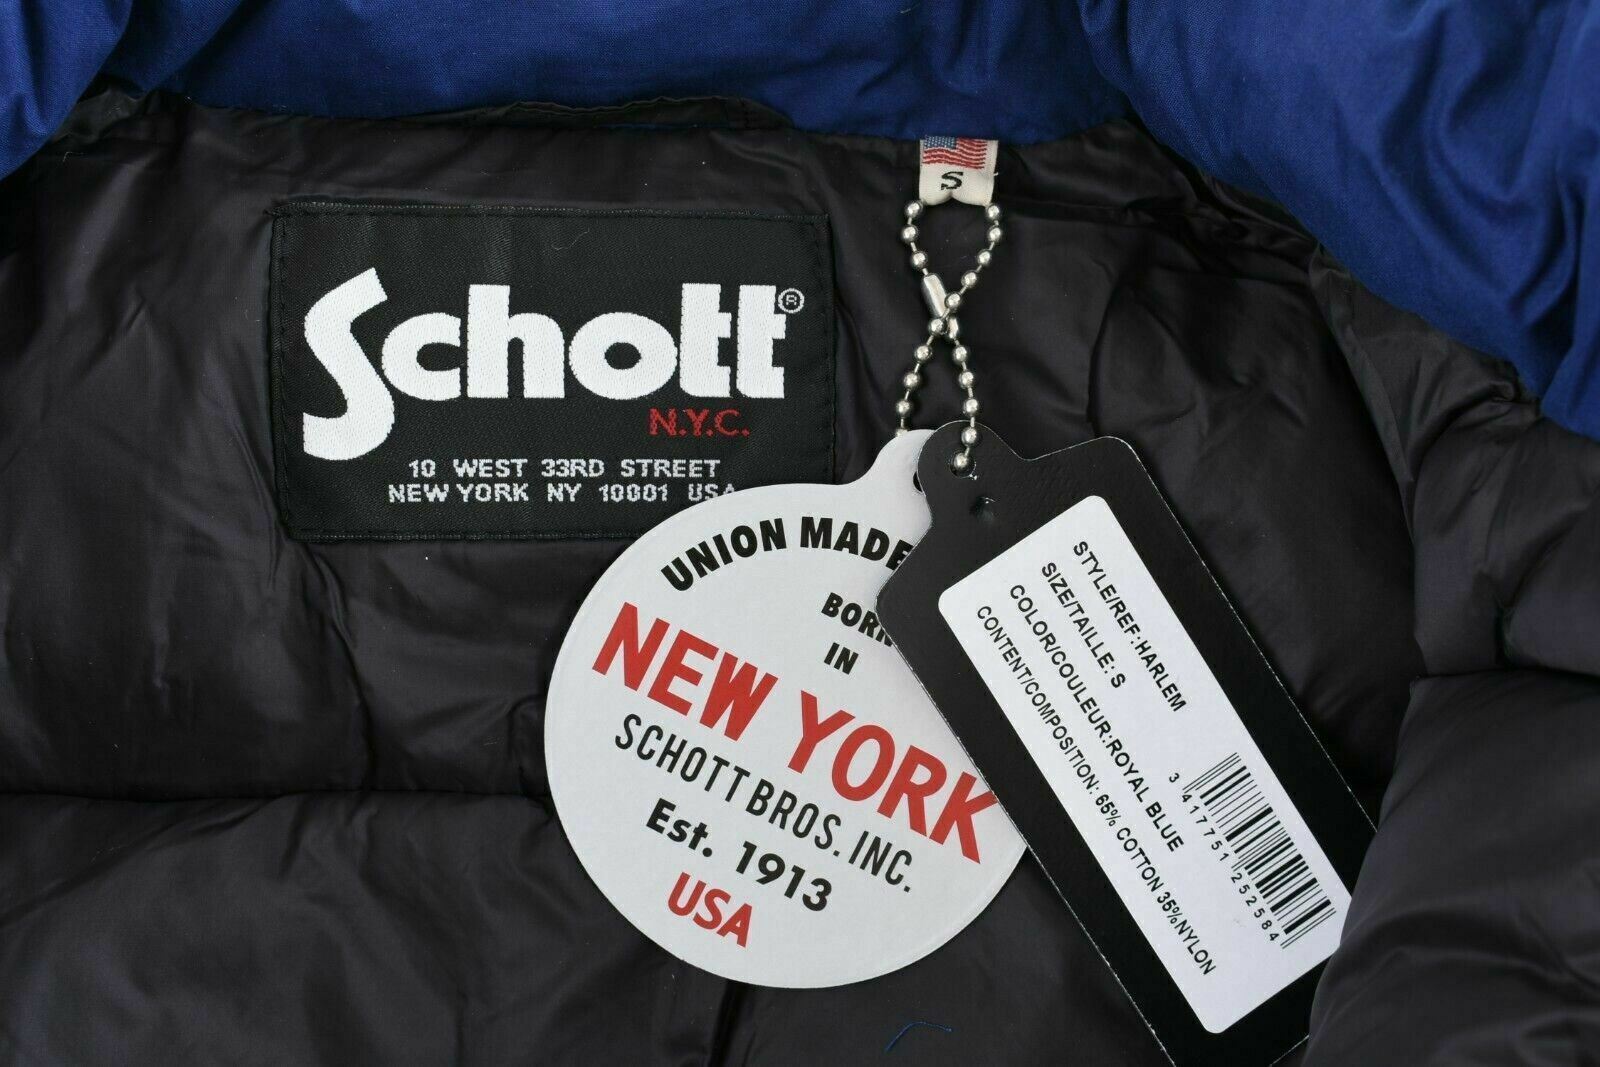 Schott®
N.Y.C.
10 WEST 33RD STREET
NEW YORK NY 10001 USA
S
UNION MADE
BORN
IN
NEW YORK
SCHOTT BROS. INC.
Est. 1913
USA
STYLE/REF:HARLEM
SIZE/TAILLE: S
COLOR/COULEUR:ROYAL BLUE
CONTENT/COMPOSITION: 65% COTTON 35%NYLON
3 417751 252584